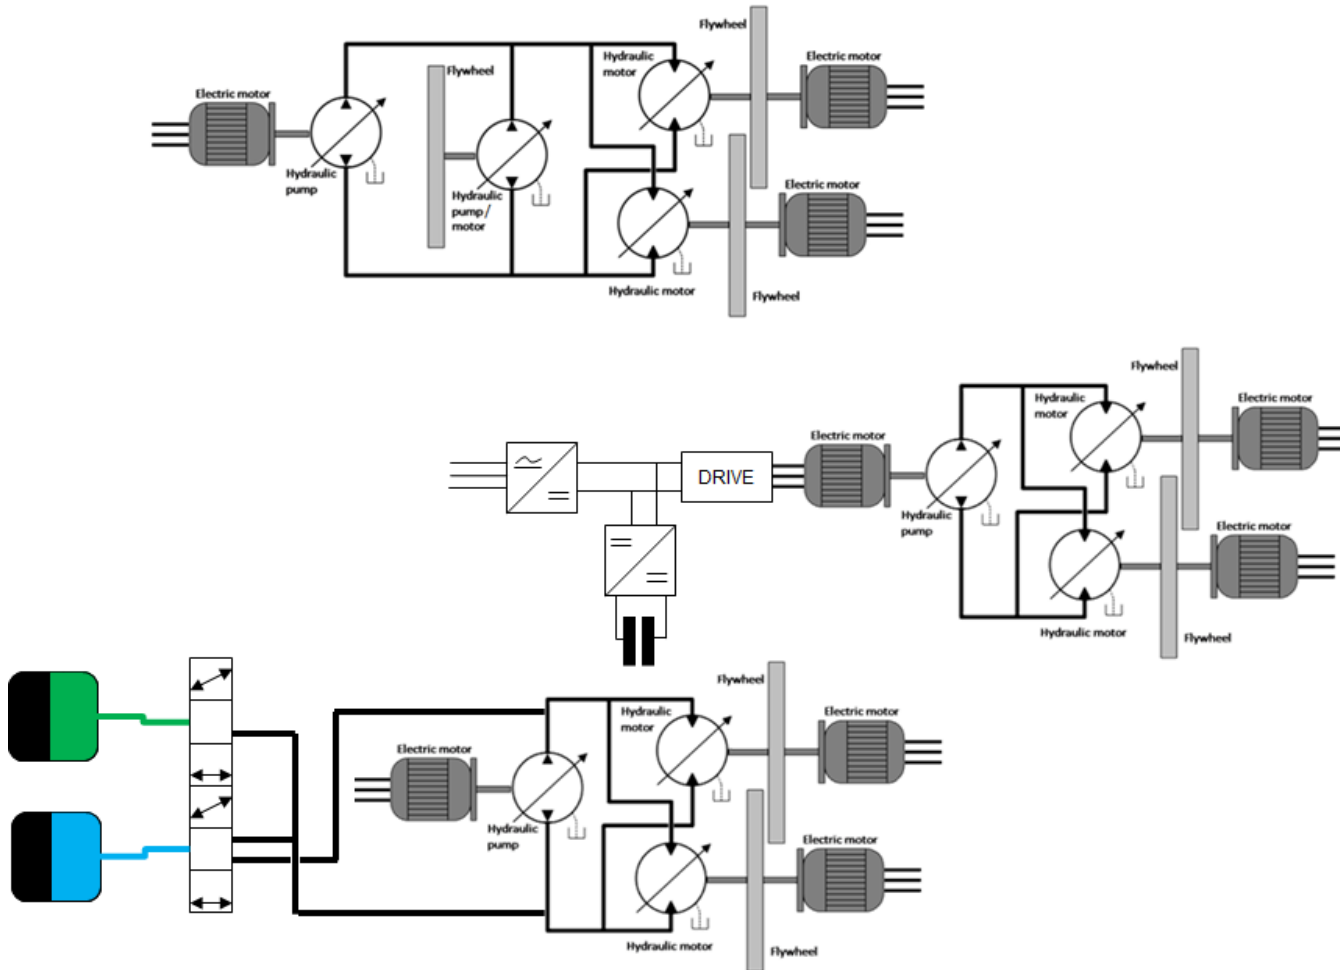 Flywheel
Hydraulic
motor
Electric motor
Flywheel
Electric motor
Hydraulic
pump
Hydraulic
pump/
motor
Electric motor
Hydraulic motor
Flywheel
Flywheel
Hydraulic
motor
Electric motor
Electric motor
DRIVE
Hydraulic
pump
Electric motor
Hydraulic motor
Flywheel
Flywheel
Hydraulic
motor
Electric motor
Electric motor
Hydraulic
pump
Electric motor
Hydraulic motor
Flywheel